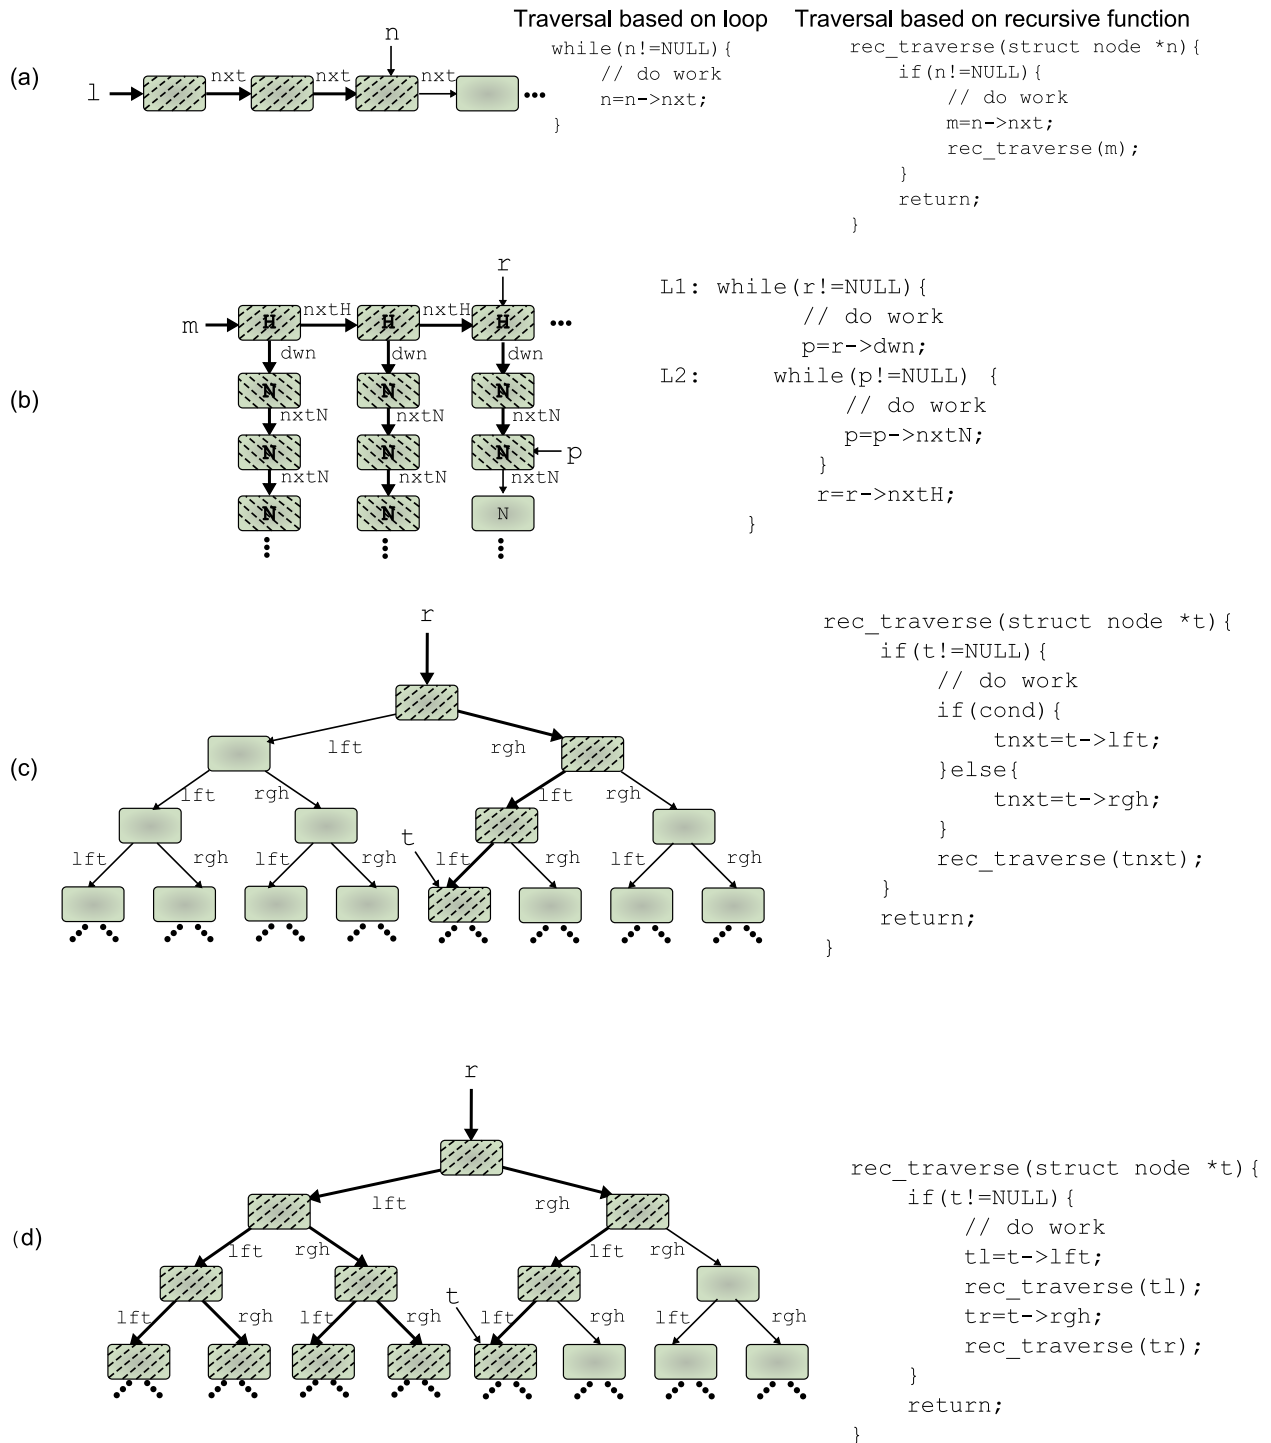 Traversal based on loop Traversal based on recursive function
(a)
l
nxt nxt nxt
n
while(n!=NULL){
// do work
n=n->nxt;
}
rec_traverse(struct node *n){
if(n!=NULL){
// do work
m=n->nxt;
rec_traverse(m);
}
return;
}
(b)
r
m
H nxtH H nxtH H
dwn dwn dwn
N N N
nxtN nxtN nxtN
N N N p
nxtN nxtN nxtN
N N N
L1: while(r!=NULL){
// do work
p=r->dwn;
L2: while(p!=NULL) {
// do work
p=p->nxtN;
}
r=r->nxtH;
}
(c)
r
lft rgh
lft rgh lft rgh
t
lft rgh lft rgh lft rgh lft rgh
rec_traverse(struct node *t){
if(t!=NULL){
// do work
if(cond){
tnxt=t->lft;
}else{
tnxt=t->rgh;
}
rec_traverse(tnxt);
}
return;
}
(d)
r
lft rgh
lft rgh lft rgh
t
lft rgh lft rgh lft rgh lft rgh
rec_traverse(struct node *t){
if(t!=NULL){
// do work
tl=t->lft;
rec_traverse(tl);
tr=t->rgh;
rec_traverse(tr);
}
return;
}